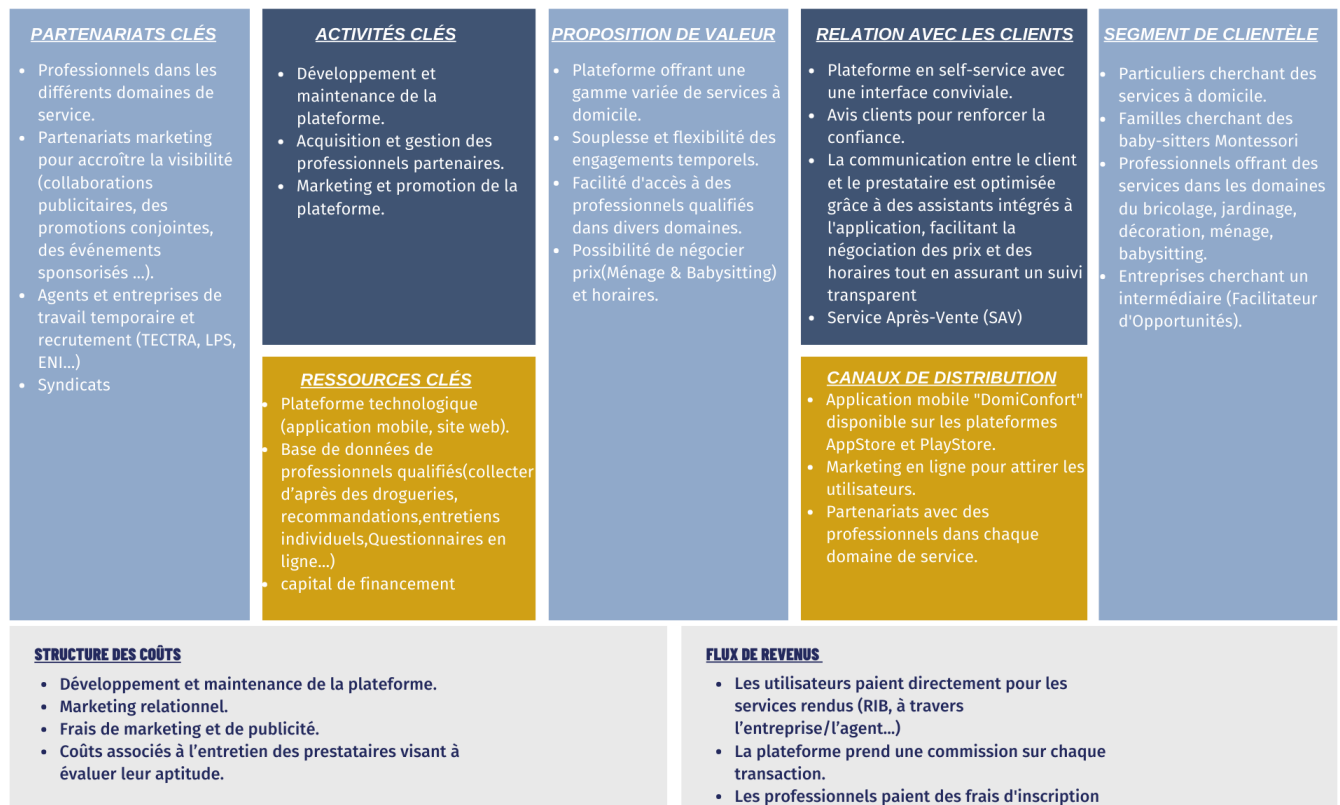 PARTENARIATS CLÉS
Professionnels dans les
différents domaines de
service.
Partenariats marketing
pour accroître la visibilité
(collaborations
publicitaires, des
promotions conjointes,
des événements
sponsorisés ...).
Agents et entreprises de
travail temporaire et
recrutement (TECTRA, LPS,
ENI...)
Syndicats
ACTIVITÉS CLÉS
Développement et
maintenance de la
plateforme.
Acquisition et gestion des
professionnels partenaires.
Marketing et promotion de la
plateforme.
RESSOURCES CLÉS
Plateforme technologique
(application mobile, site web).
Base de données de
professionnels qualifiés(collecter
d'après des drogueries,
recommandations,entretiens
individuels,Questionnaires en
ligne...)
capital de financement
PROPOSITION DE VALEUR
Plateforme offrant une
gamme variée de services à
domicile.
Souplesse et flexibilité des
engagements temporels.
Facilité d'accès à des
professionnels qualifiés
dans divers domaines.
Possibilité de négocier
prix(Ménage & Babysitting)
et horaires.
RELATION AVEC LES CLIENTS
Plateforme en self-service avec
une interface conviviale.
Avis clients pour renforcer la
confiance.
La communication entre le client
et le prestataire est optimisée
grâce à des assistants intégrés à
l'application, facilitant la
négociation des prix et des
horaires tout en assurant un suivi
transparent
Service Après-Vente (SAV)
CANAUX DE DISTRIBUTION
Application mobile "DomiConfort"
disponible sur les plateformes
AppStore et PlayStore.
Marketing en ligne pour attirer les
utilisateurs.
Partenariats avec des
professionnels dans chaque
domaine de service.
SEGMENT DE CLIENTÈLE
Particuliers cherchant des
services à domicile.
Familles cherchant des
baby-sitters Montessori
Professionnels offrant des
services dans les domaines
du bricolage, jardinage,
décoration, ménage,
babysitting.
Entreprises cherchant un
intermédiaire (Facilitateur
d'Opportunités).
STRUCTURE DES COÛTS
Développement et maintenance de la plateforme.
Marketing relationnel.
Frais de marketing et de publicité.
Coûts associés à l'entretien des prestataires visant à
évaluer leur aptitude.
FLUX DE REVENUS
Les utilisateurs paient directement pour les
services rendus (RIB, à travers
l'entreprise/l'agent...)
La plateforme prend une commission sur chaque
transaction.
Les professionnels paient des frais d'inscription